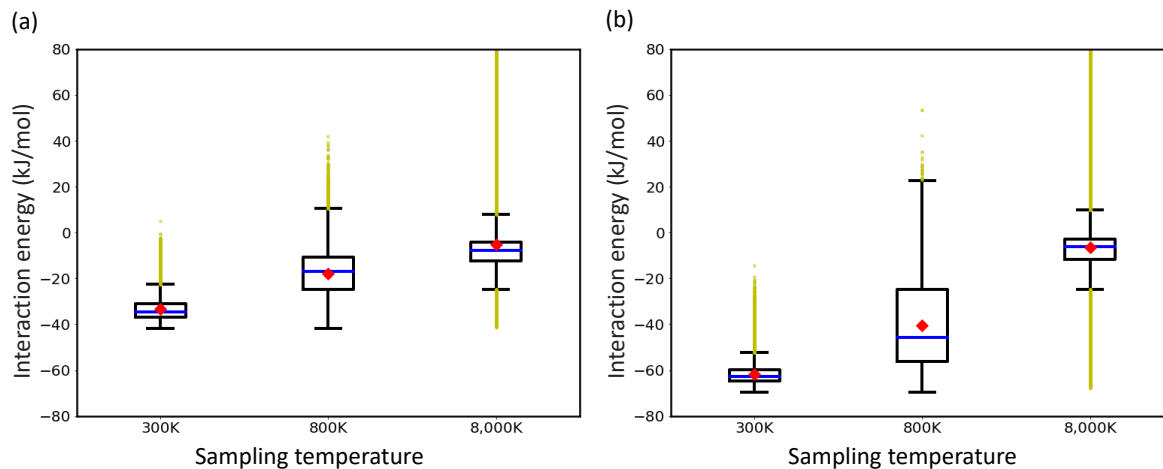 (a)
Interaction energy (kJ/mol)
80
60
40
20
0
−20
−40
−60
−80
300K
800K
8,000K
Sampling temperature
(b)
Interaction energy (kJ/mol)
80
60
40
20
0
−20
−40
−60
−80
300K
800K
8,000K
Sampling temperature